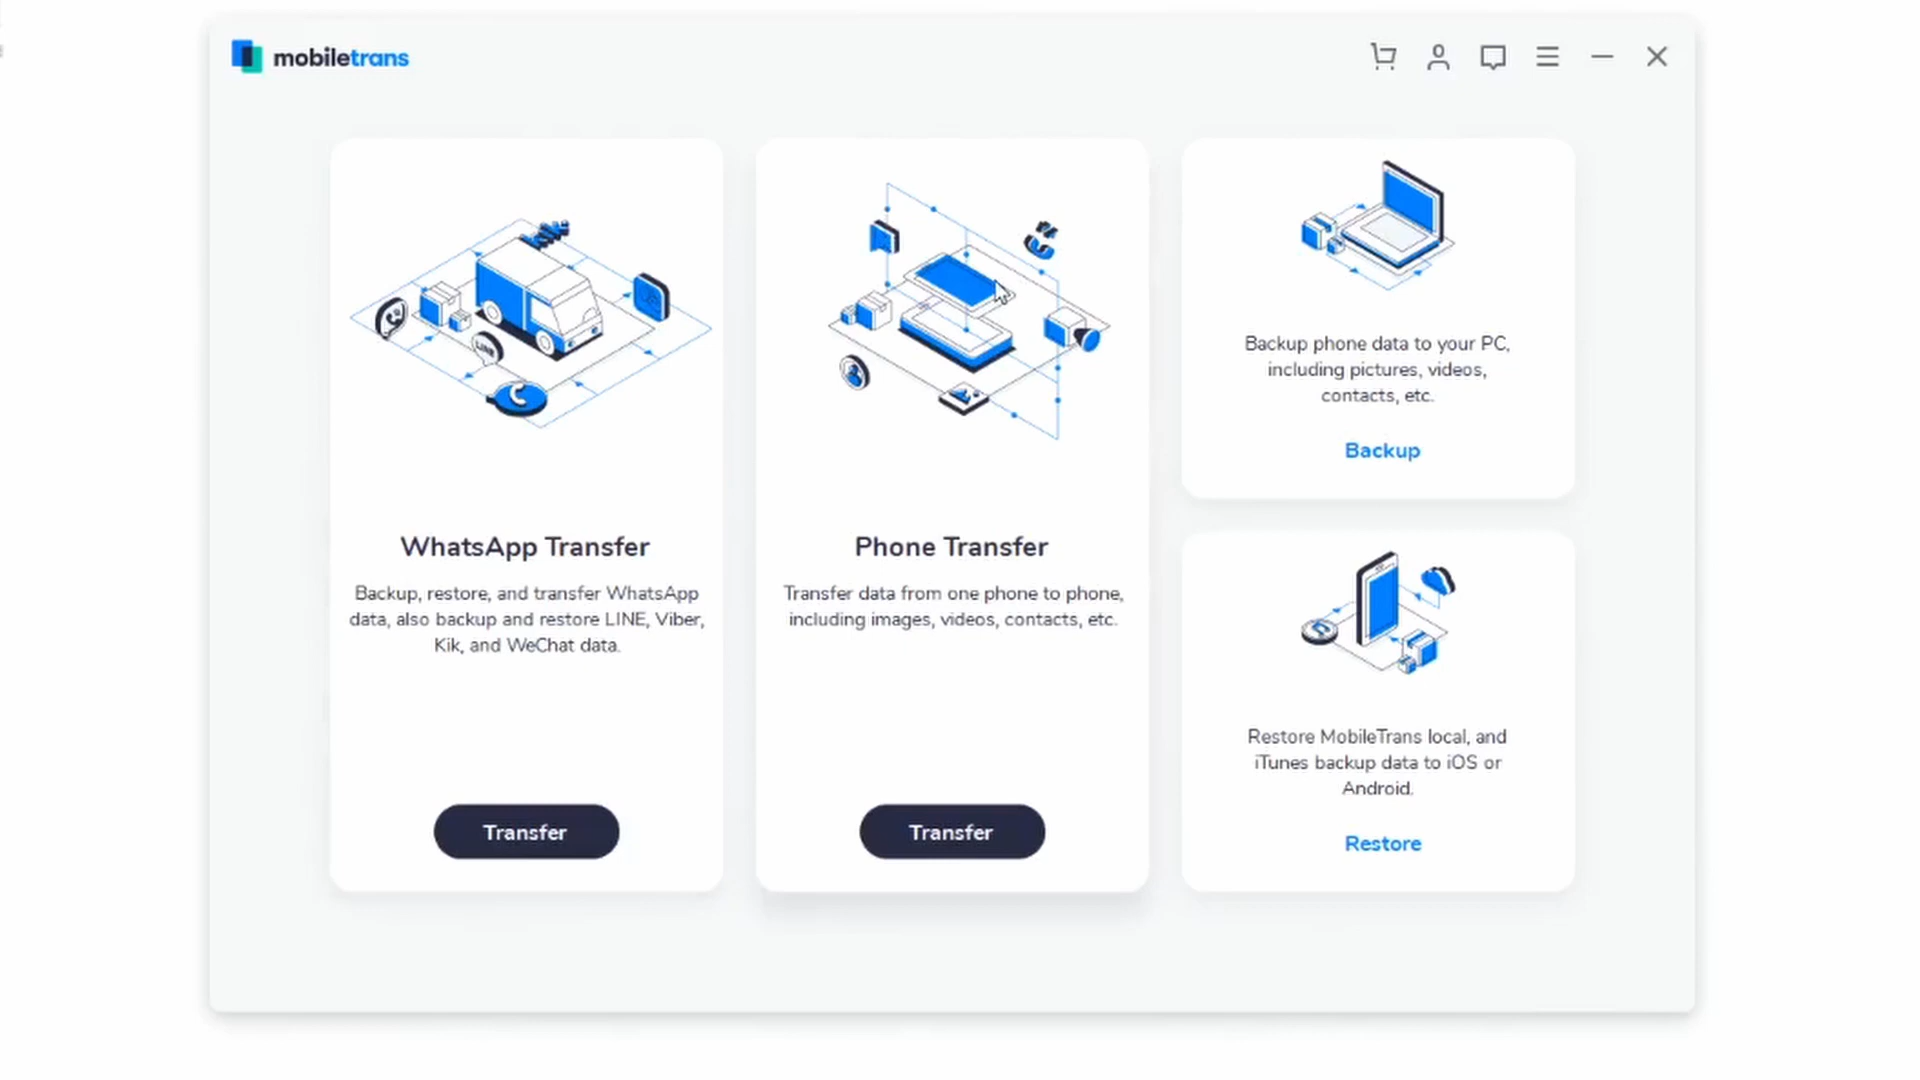 mobiletrans
WhatsApp Transfer
Backup, restore, and transfer WhatsApp
data, also backup and restore LINE, Viber,
Kik, and WeChat data.
Transfer
LINE
Phone Transfer
Transfer data from one phone to phone,
including images, videos, contacts, etc.
Transfer
Backup phone data to your PC,
including pictures, videos,
contacts, etc.
Backup
Restore MobileTrans local, and
iTunes backup data to iOS or
Android.
Restore